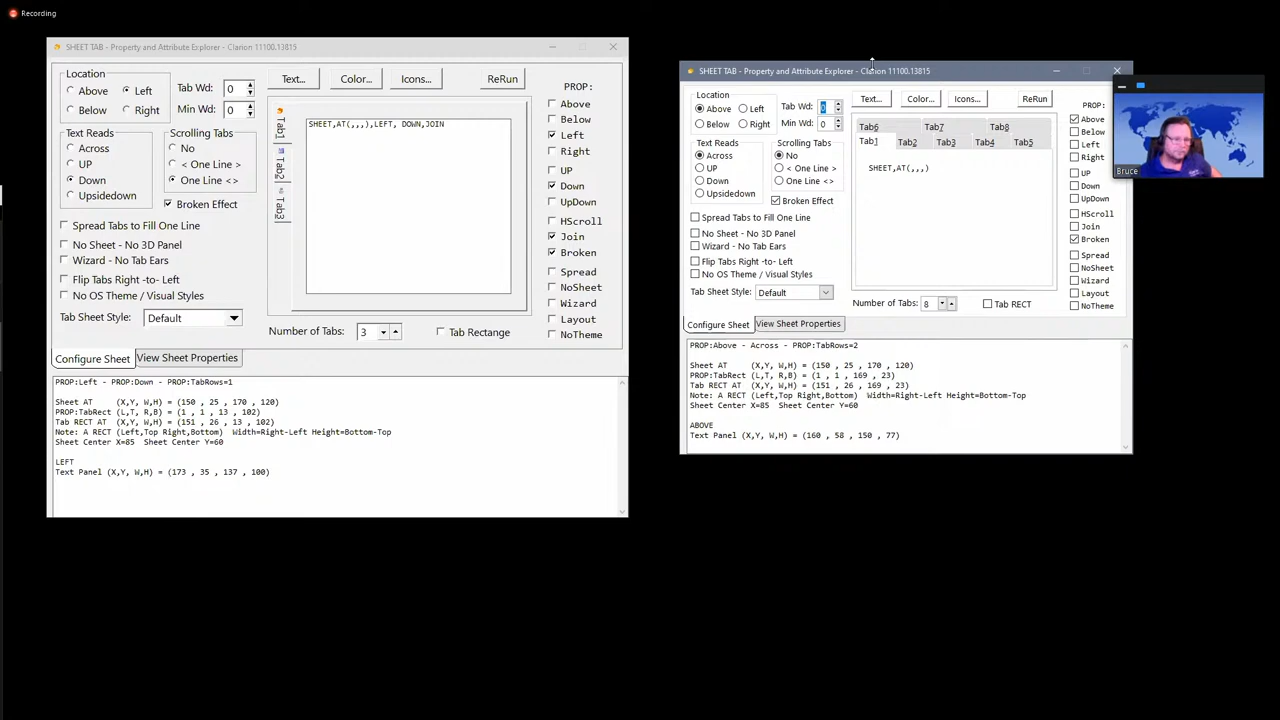 Recording
SHEET TAB - Property and Attribute Explorer - Clarion 11100.13815
Location
Above
Left
Below
Right
Tab Wd: 0
Min Wd: 0
Text... Color... Icons... ReRun
Text Reads
Across
UP
Down
Upsidedown
Scrolling Tabs
No
< One Line >
One Line <>
Broken Effect
Spread Tabs to Fill One Line
No Sheet - No 3D Panel
Wizard - No Tab Ears
Flip Tabs Right -to- Left
No OS Theme / Visual Styles
Tab Sheet Style: Default
Tab1
Tab2
Tab3
SHEET,AT(,,,),LEFT, DOWN,JOIN
Number of Tabs: 3
Tab Rectange
PROP:
Above
Below
Left
Right
UP
Down
UpDown
HScroll
Join
Broken
Spread
NoSheet
Wizard
Layout
NoTheme
Configure Sheet View Sheet Properties
PROP:Left - PROP:Down - PROP:TabRows=1
Sheet AT (X,Y, W,H) = (150 , 25 , 170 , 120)
PROP:TabRect (L,T, R,B) = (1 , 1 , 13 , 102)
Tab RECT AT (X,Y, W,H) = (151 , 26 , 13 , 102)
Note: A RECT (Left,Top Right,Bottom) Width=Right-Left Height=Bottom-Top
Sheet Center X=85 Sheet Center Y=60
LEFT
Text Panel (X,Y, W,H) = (173 , 35 , 137 , 100)
SHEET TAB - Property and Attribute Explorer - Clarion 11100.13815
Location
Above
Left
Below
Right
Tab Wd: 0
Min Wd: 0
Text... Color... Icons... ReRun
Text Reads
Across
UP
Down
Upsidedown
Scrolling Tabs
No
< One Line >
One Line <>
Broken Effect
Spread Tabs to Fill One Line
No Sheet - No 3D Panel
Wizard - No Tab Ears
Flip Tabs Right -to- Left
No OS Theme / Visual Styles
Tab Sheet Style: Default
Tab6 Tab7 Tab8
Tab1 Tab2 Tab3 Tab4 Tab5
SHEET,AT(,,,)
Number of Tabs: 8
Tab RECT
PROP:
Above
Below
Left
Right
UP
Down
UpDown
HScroll
Join
Broken
Spread
NoSheet
Wizard
Layout
NoTheme
Configure Sheet View Sheet Properties
PROP:Above - Across - PROP:TabRows=2
Sheet AT (X,Y, W,H) = (150 , 25 , 170 , 120)
PROP:TabRect (L,T, R,B) = (1 , 1 , 169 , 23)
Tab RECT AT (X,Y, W,H) = (151 , 26 , 169 , 23)
Note: A RECT (Left,Top Right,Bottom) Width=Right-Left Height=Bottom-Top
Sheet Center X=85 Sheet Center Y=60
ABOVE
Text Panel (X,Y, W,H) = (160 , 58 , 150 , 77)
Bruce